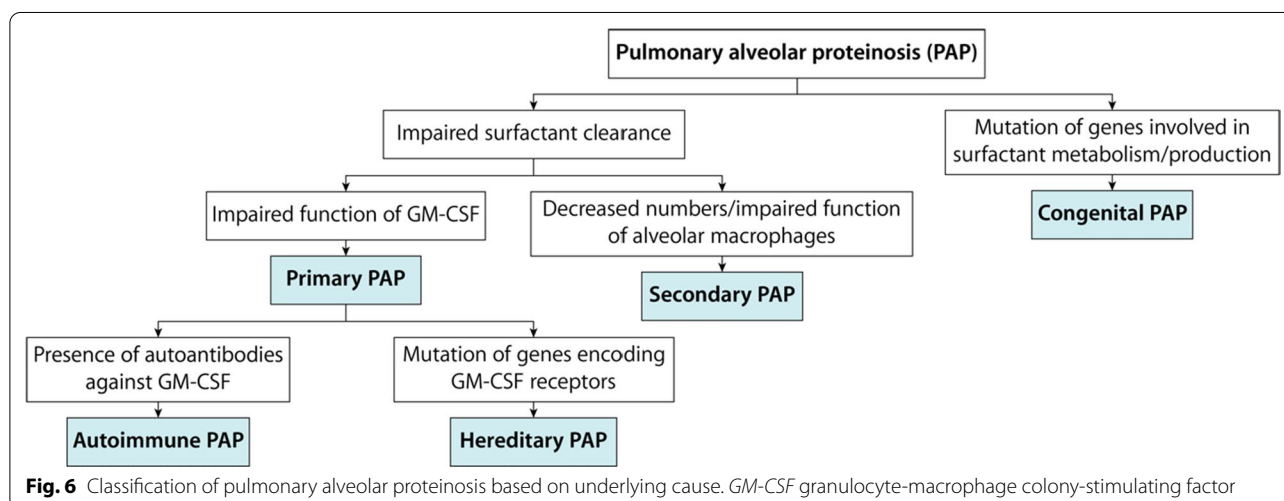 Pulmonary alveolar proteinosis (PAP)
Impaired surfactant clearance
Mutation of genes involved in
surfactant metabolism/production
Impaired function of GM-CSF
Decreased numbers/impaired function
of alveolar macrophages
Congenital PAP
Primary PAP
Secondary PAP
Presence of autoantibodies
against GM-CSF
Mutation of genes encoding
GM-CSF receptors
Autoimmune PAP
Hereditary PAP
Fig. 6 Classification of pulmonary alveolar proteinosis based on underlying cause. GM-CSF granulocyte-macrophage colony-stimulating factor